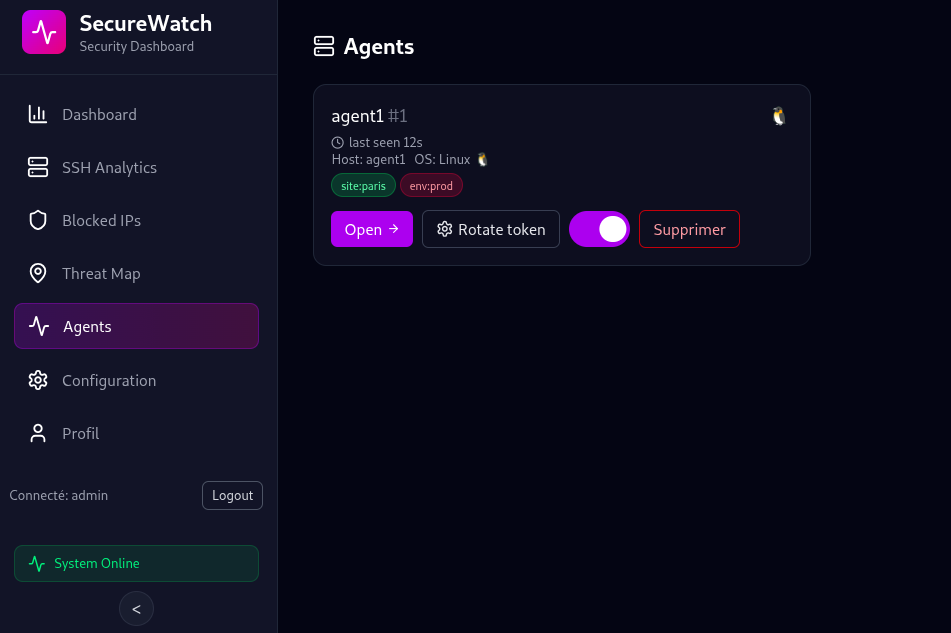 SecureWatch
Security Dashboard
Dashboard
SSH Analytics
Blocked IPs
Threat Map
Agents
Configuration
Profil
Connecté: admin
Logout
System Online
<
Agents
agent1 #1
last seen 12s
Host: agent1 OS: Linux
site:paris env:prod
Open → Rotate token Supprimer